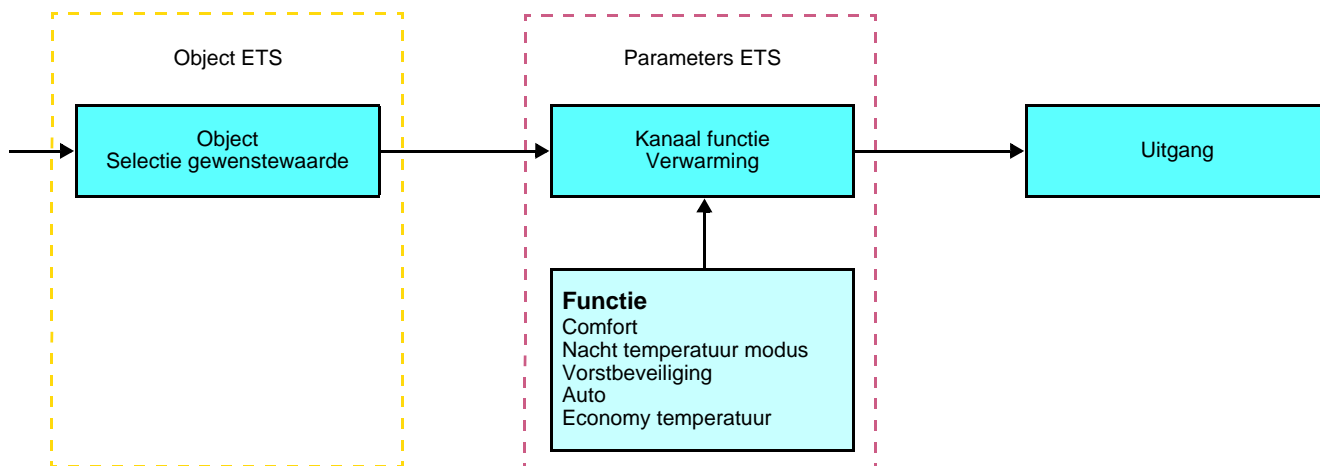 Object ETS
Parameters ETS
Object
Selectie gewenstewaarde
Kanaal functie
Verwarming
Uitgang
Functie
Comfort
Nacht temperatuur modus
Vorstbeveiliging
Auto
Economy temperatuur